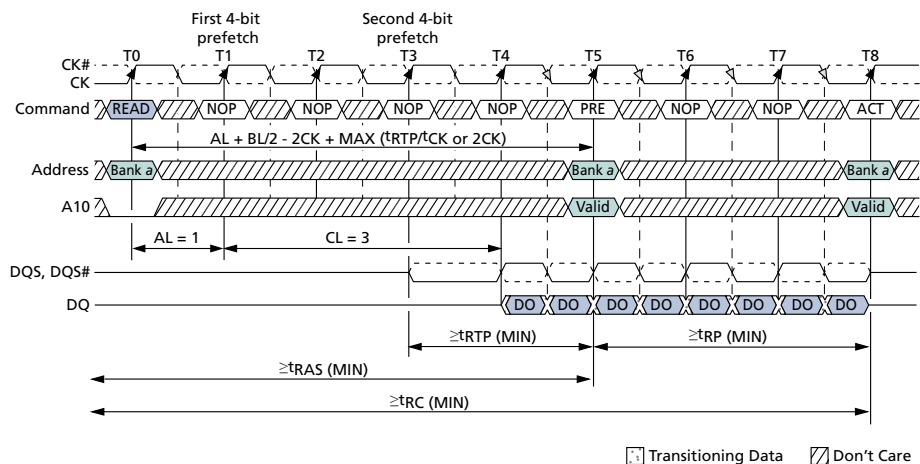 First 4-bit prefetch
Second 4-bit prefetch
T0 T1 T2 T3 T4 T5 T6 T7 T8
CK#
CK
Command READ NOP NOP NOP NOP PRE NOP NOP ACT
AL + BL/2 - 2CK + MAX (tRTP/tCK or 2CK)
Address Bank a Bank a Bank a
A10 Valid Valid
AL = 1 CL = 3
DQS, DQS#
DQ DO DO DO DO DO DO DO DO
≥tRTP (MIN) ≥tRP (MIN)
≥tRAS (MIN)
≥tRC (MIN)
Transitioning Data Don't Care